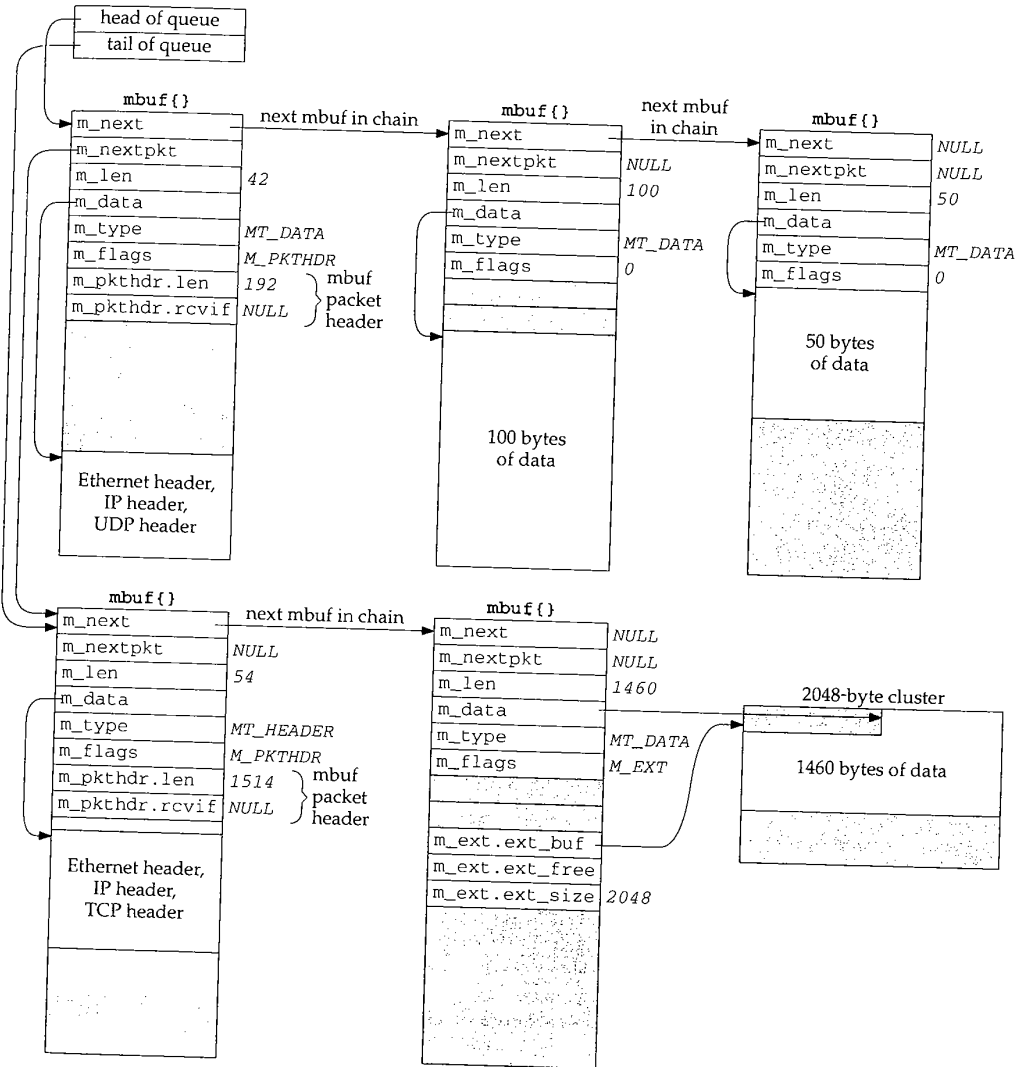 head of queue
tail of queue
mbuf{}
m_next
m_nextpkt
m_len 42
m_data
m_type MT_DATA
m_flags M_PKTHDR
m_pkthdr.len 192
m_pkthdr.rcvif NULL
mbuf
packet
header
Ethernet header,
IP header,
UDP header
next mbuf in chain
mbuf{}
m_next
m_nextpkt NULL
m_len 100
m_data
m_type MT_DATA
m_flags 0
100 bytes
of data
next mbuf
in chain
mbuf{}
m_next NULL
m_nextpkt NULL
m_len 50
m_data
m_type MT_DATA
m_flags 0
50 bytes
of data
mbuf{}
m_next
m_nextpkt NULL
m_len 54
m_data
m_type MT_HEADER
m_flags M_PKTHDR
m_pkthdr.len 1514
m_pkthdr.rcvif NULL
mbuf
packet
header
Ethernet header,
IP header,
TCP header
next mbuf in chain
mbuf{}
m_next NULL
m_nextpkt NULL
m_len 1460
m_data
m_type MT_DATA
m_flags M_EXT
m_ext.ext_buf
m_ext.ext_free
m_ext.ext_size 2048
2048-byte cluster
1460 bytes of data